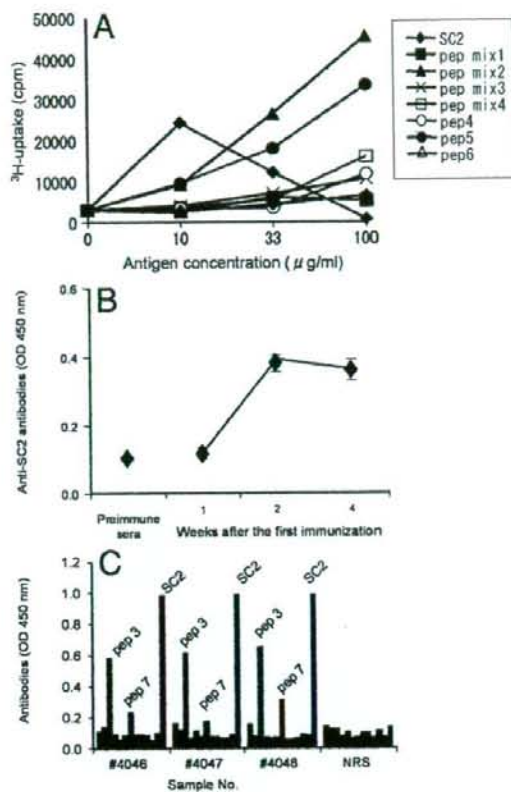 A
50000
40000
30000
20000
10000
0
³H-uptake (cpm)
0 10 33 100
Antigen concentration ( μ g/ml)
SC2
pep mix1
pep mix2
pep mix3
pep mix4
pep4
pep5
pep6
B
0.6
0.4
0.2
0.0
Anti-SC2 antibodies (OD 450 nm)
Preimmune sera
1 2 4
Weeks after the first immunization
C
1.2
1.0
0.8
0.6
0.4
0.2
0.0
Antibodies (OD 450 nm)
pep 3
pep 7
SC2
pep 3
pep 7
SC2
pep 3
pep 7
SC2
#4046 #4047 #4048 NRS
Sample No.